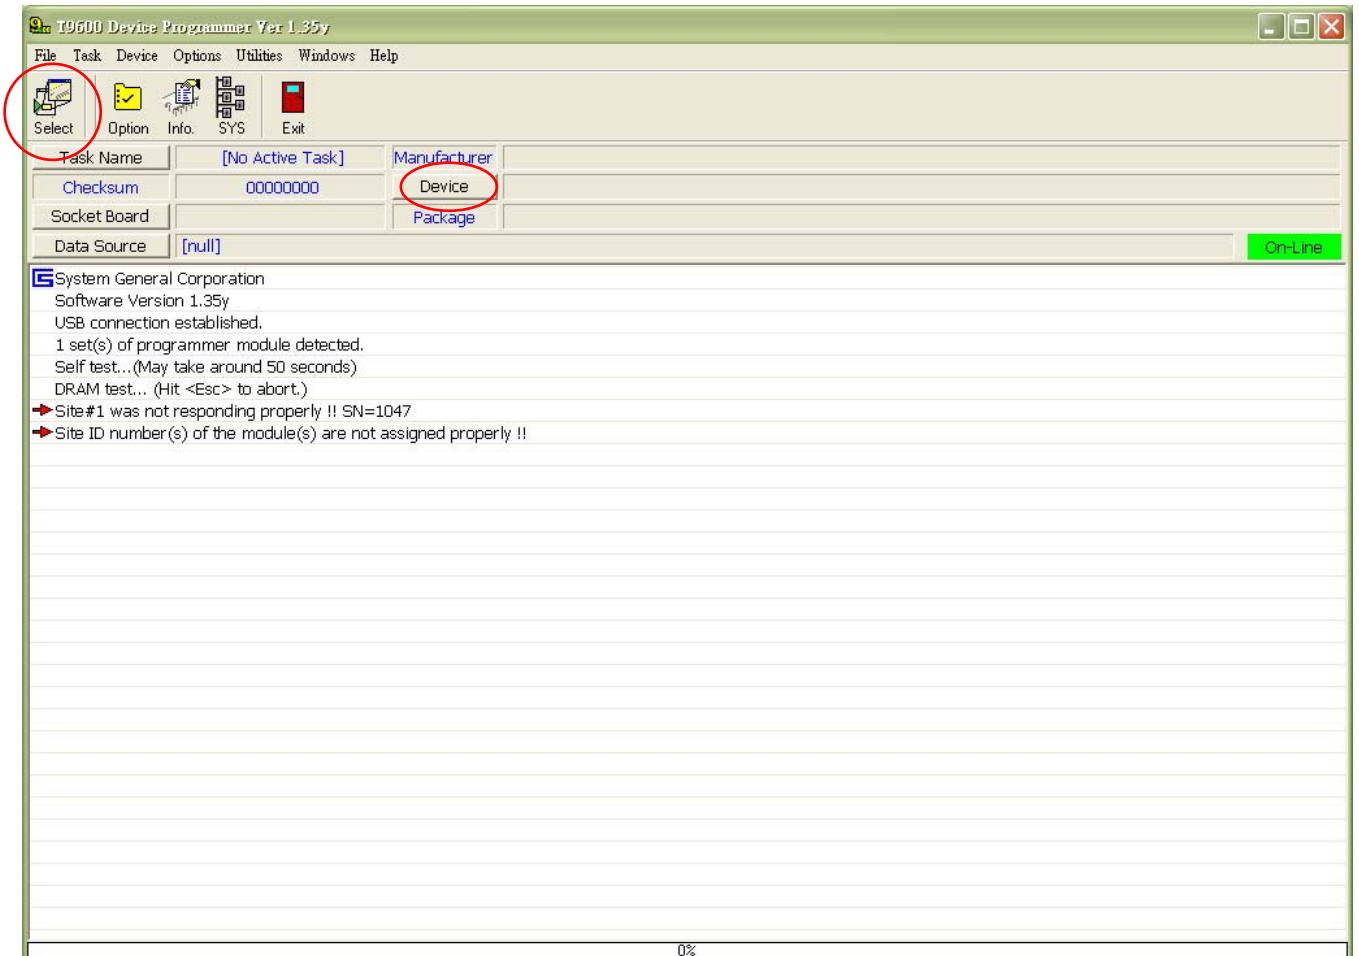 T9600 Device Programmer Ver 1.35y
File Task Device Options Utilities Windows Help
Select Option Info. SYS Exit
Task Name [No Active Task] Manufacturer
Checksum 00000000 Device
Socket Board Package
Data Source [null] On-Line
System General Corporation
Software Version 1.35y
USB connection established.
1 set(s) of programmer module detected.
Self test...(May take around 50 seconds)
DRAM test... (Hit <Esc> to abort.)
Site#1 was not responding properly !! SN=1047
Site ID number(s) of the module(s) are not assigned properly !!
0%